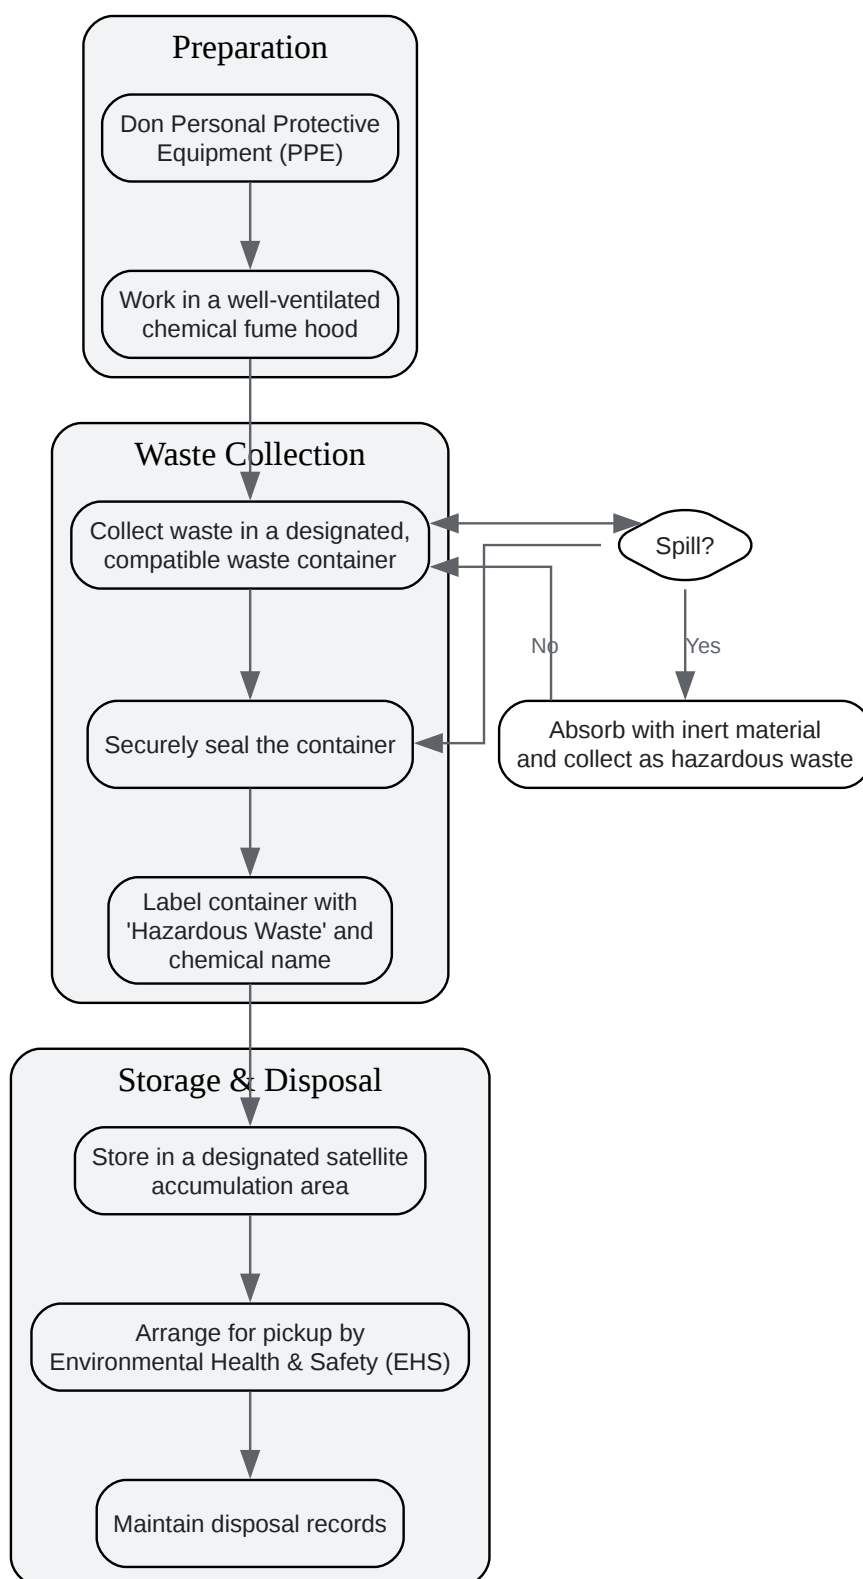 Preparation
Don Personal Protective
Equipment (PPE)
Work in a well-ventilated
chemical fume hood
Waste Collection
Collect waste in a designated,
compatible waste container
Spill?
No
Yes
Securely seal the container
Absorb with inert material
and collect as hazardous waste
Label container with
'Hazardous Waste' and
chemical name
Storage & Disposal
Store in a designated satellite
accumulation area
Arrange for pickup by
Environmental Health & Safety (EHS)
Maintain disposal records